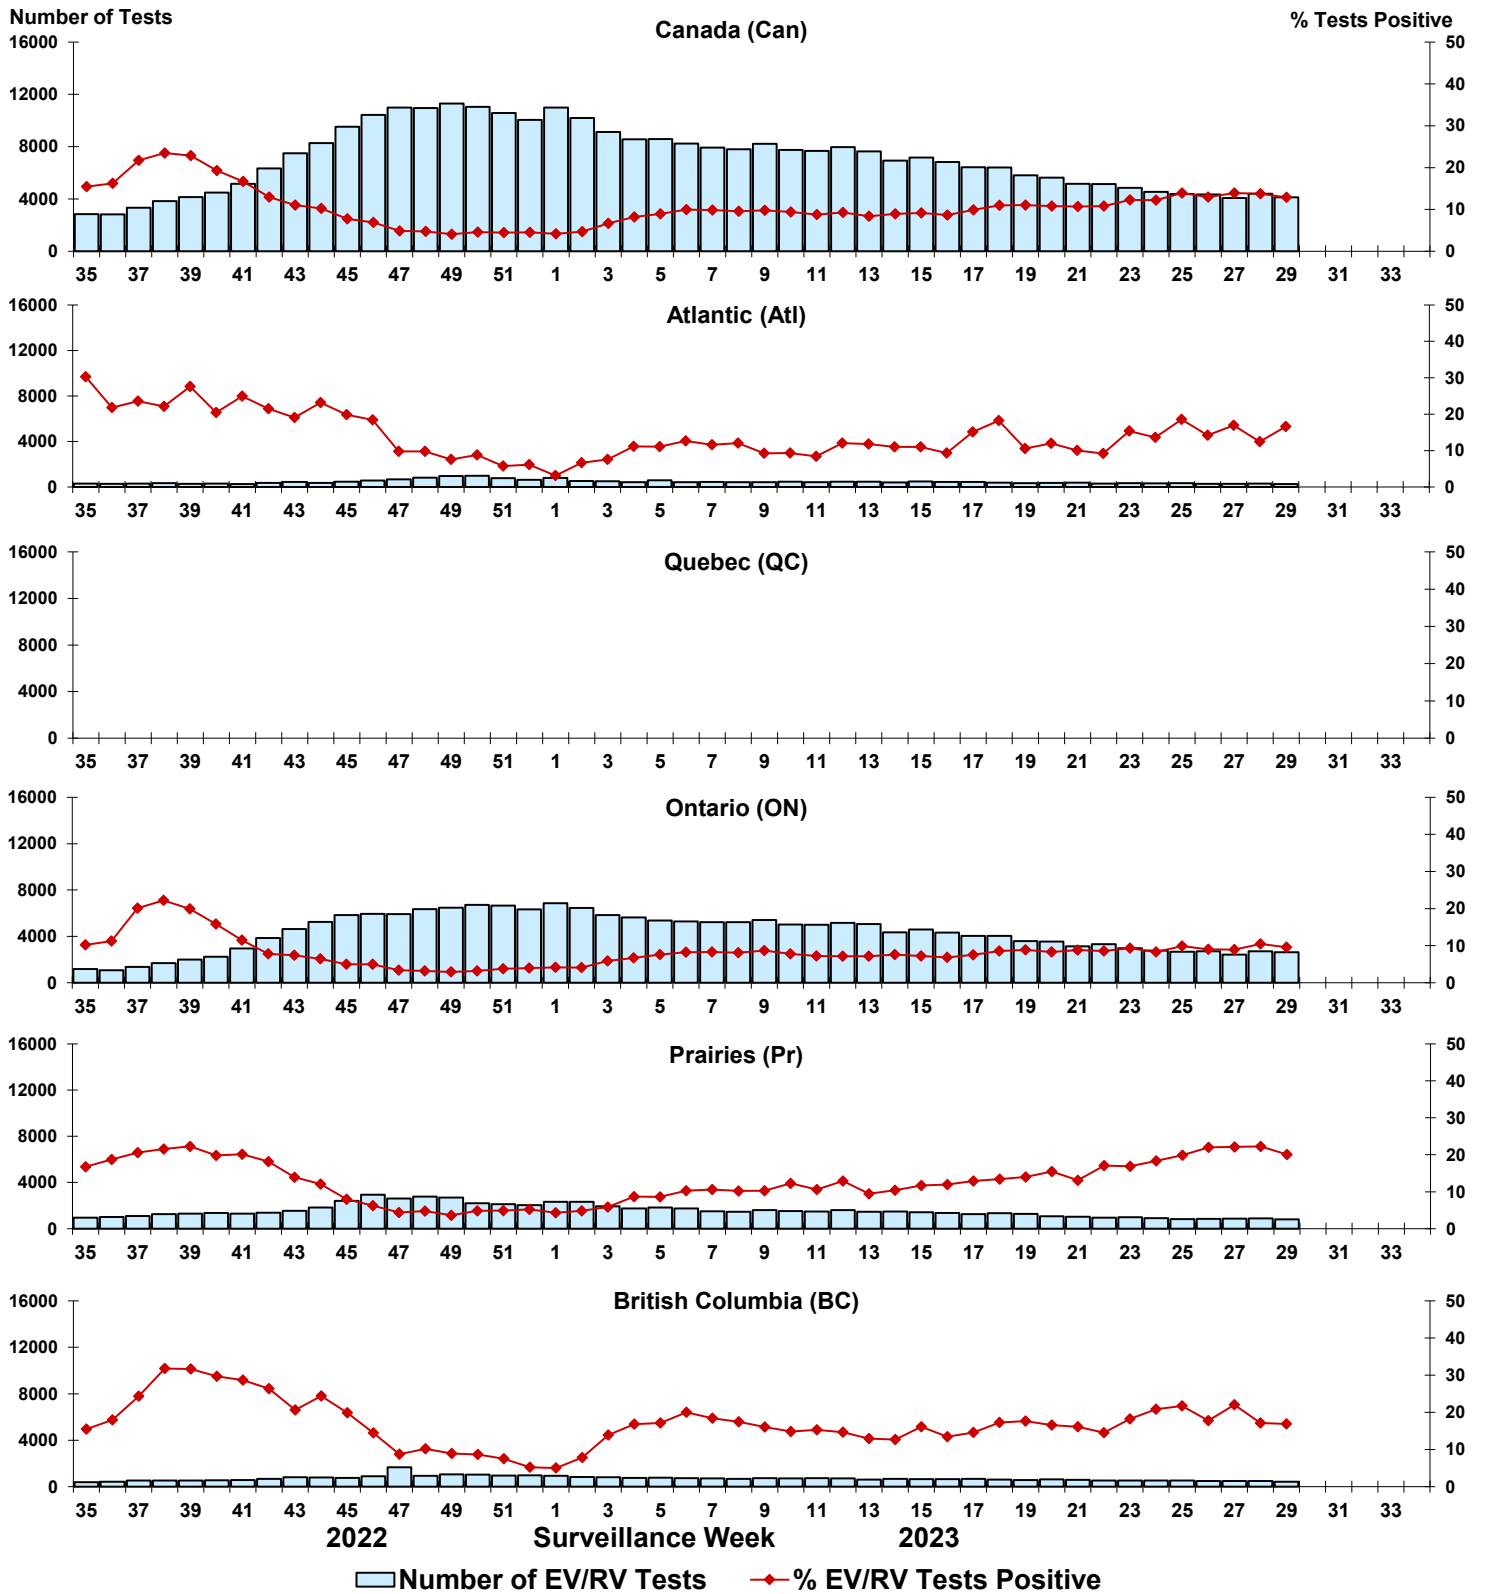 Number of Tests
% Tests Positive
Canada (Can)
16000 50
12000 40
8000 30
4000 20
0 10
0
35 37 39 41 43 45 47 49 51 1 3 5 7 9 11 13 15 17 19 21 23 25 27 29 31 33
Atlantic (Atl)
16000 50
12000 40
8000 30
4000 20
0 10
0
35 37 39 41 43 45 47 49 51 1 3 5 7 9 11 13 15 17 19 21 23 25 27 29 31 33
Quebec (QC)
16000 50
12000 40
8000 30
4000 20
0 10
0
35 37 39 41 43 45 47 49 51 1 3 5 7 9 11 13 15 17 19 21 23 25 27 29 31 33
Ontario (ON)
16000 50
12000 40
8000 30
4000 20
0 10
0
35 37 39 41 43 45 47 49 51 1 3 5 7 9 11 13 15 17 19 21 23 25 27 29 31 33
Prairies (Pr)
16000 50
12000 40
8000 30
4000 20
0 10
0
35 37 39 41 43 45 47 49 51 1 3 5 7 9 11 13 15 17 19 21 23 25 27 29 31 33
British Columbia (BC)
16000 50
12000 40
8000 30
4000 20
0 10
0
35 37 39 41 43 45 47 49 51 1 3 5 7 9 11 13 15 17 19 21 23 25 27 29 31 33
2022 Surveillance Week 2023
Number of EV/RV Tests % EV/RV Tests Positive